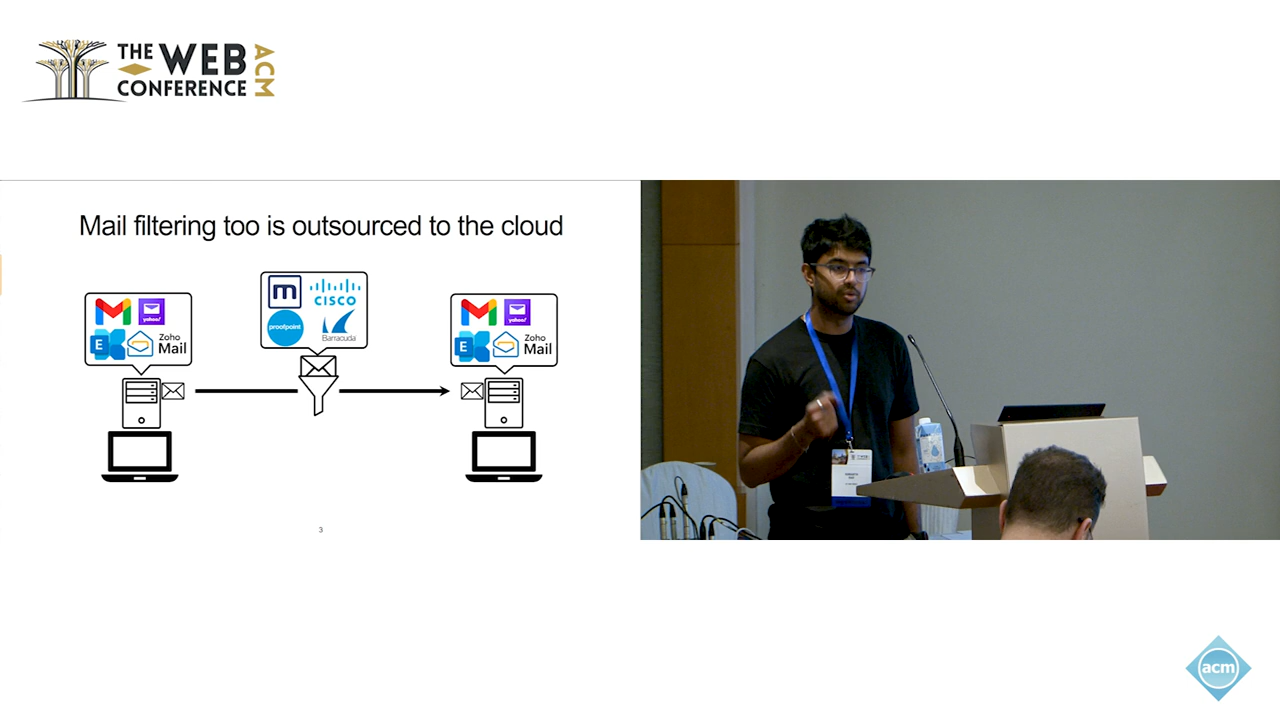 THE WEB
CONFERENCE
ACM
Mail filtering too is outsourced to the cloud
yahoo!
E
Zoho
Mail
m
CISCO
proofpoint
Barracuda
yahoo!
E
Zoho
Mail
3
acm